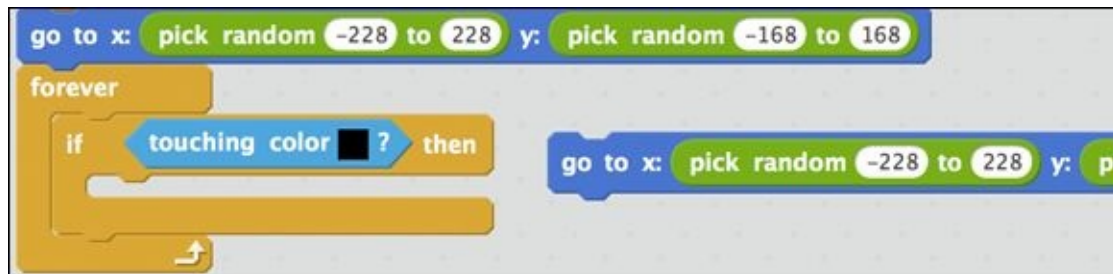 go to x: pick random -228 to 228 y: pick random -168 to 168
forever
if touching color ? then
go to x: pick random -228 to 228 y: p